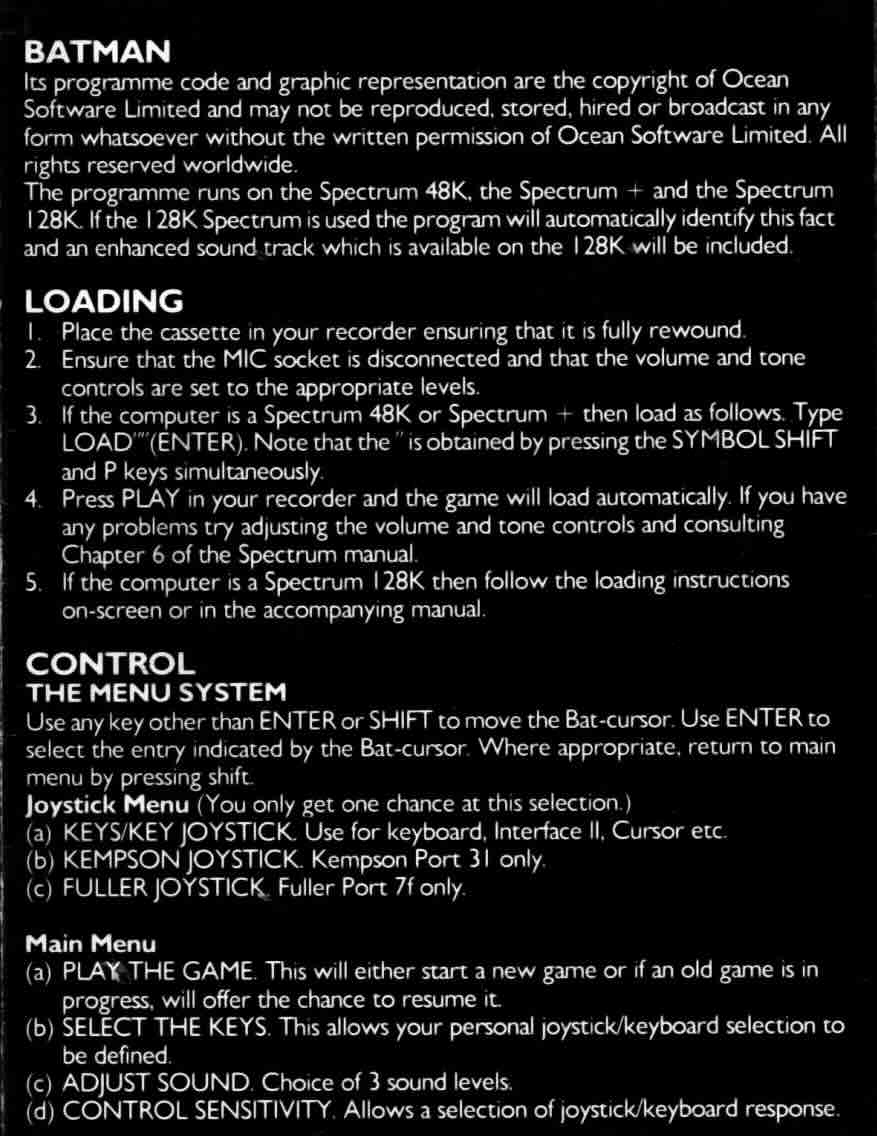 BATMAN
Its programme code and graphic representation are the copyright of Ocean
Software Limited and may not be reproduced, stored, hired or broadcast in any
form whatsoever without the written permission of Ocean Software Limited. All
rights reserved worldwide.
The programme runs on the Spectrum 48K, the Spectrum + and the Spectrum
128K. If the 128K Spectrum is used the program will automatically identify this fact
and an enhanced sound track which is available on the 128K will be included.
LOADING
1. Place the cassette in your recorder ensuring that it is fully rewound.
2. Ensure that the MIC socket is disconnected and that the volume and tone
controls are set to the appropriate levels.
3. If the computer is a Spectrum 48K or Spectrum + then load as follows. Type
LOAD""(ENTER). Note that the " is obtained by pressing the SYMBOL SHIFT
and P keys simultaneously.
4. Press PLAY in your recorder and the game will load automatically. If you have
any problems try adjusting the volume and tone controls and consulting
Chapter 6 of the Spectrum manual.
5. If the computer is a Spectrum 128K then follow the loading instructions
on-screen or in the accompanying manual.
CONTROL
THE MENU SYSTEM
Use any key other than ENTER or SHIFT to move the Bat-cursor. Use ENTER to
select the entry indicated by the Bat-cursor. Where appropriate, return to main
menu by pressing shift.
Joystick Menu (You only get one chance at this selection.)
(a) KEYS/KEY JOYSTICK. Use for keyboard, Interface II, Cursor etc.
(b) KEMPSON JOYSTICK. Kempson Port 31 only.
(c) FULLER JOYSTICK. Fuller Port 7f only.
Main Menu
(a) PLAY THE GAME. This will either start a new game or if an old game is in
progress, will offer the chance to resume it.
(b) SELECT THE KEYS. This allows your personal joystick/keyboard selection to
be defined.
(c) ADJUST SOUND. Choice of 3 sound levels.
(d) CONTROL SENSITIVITY. Allows a selection of joystick/keyboard response.